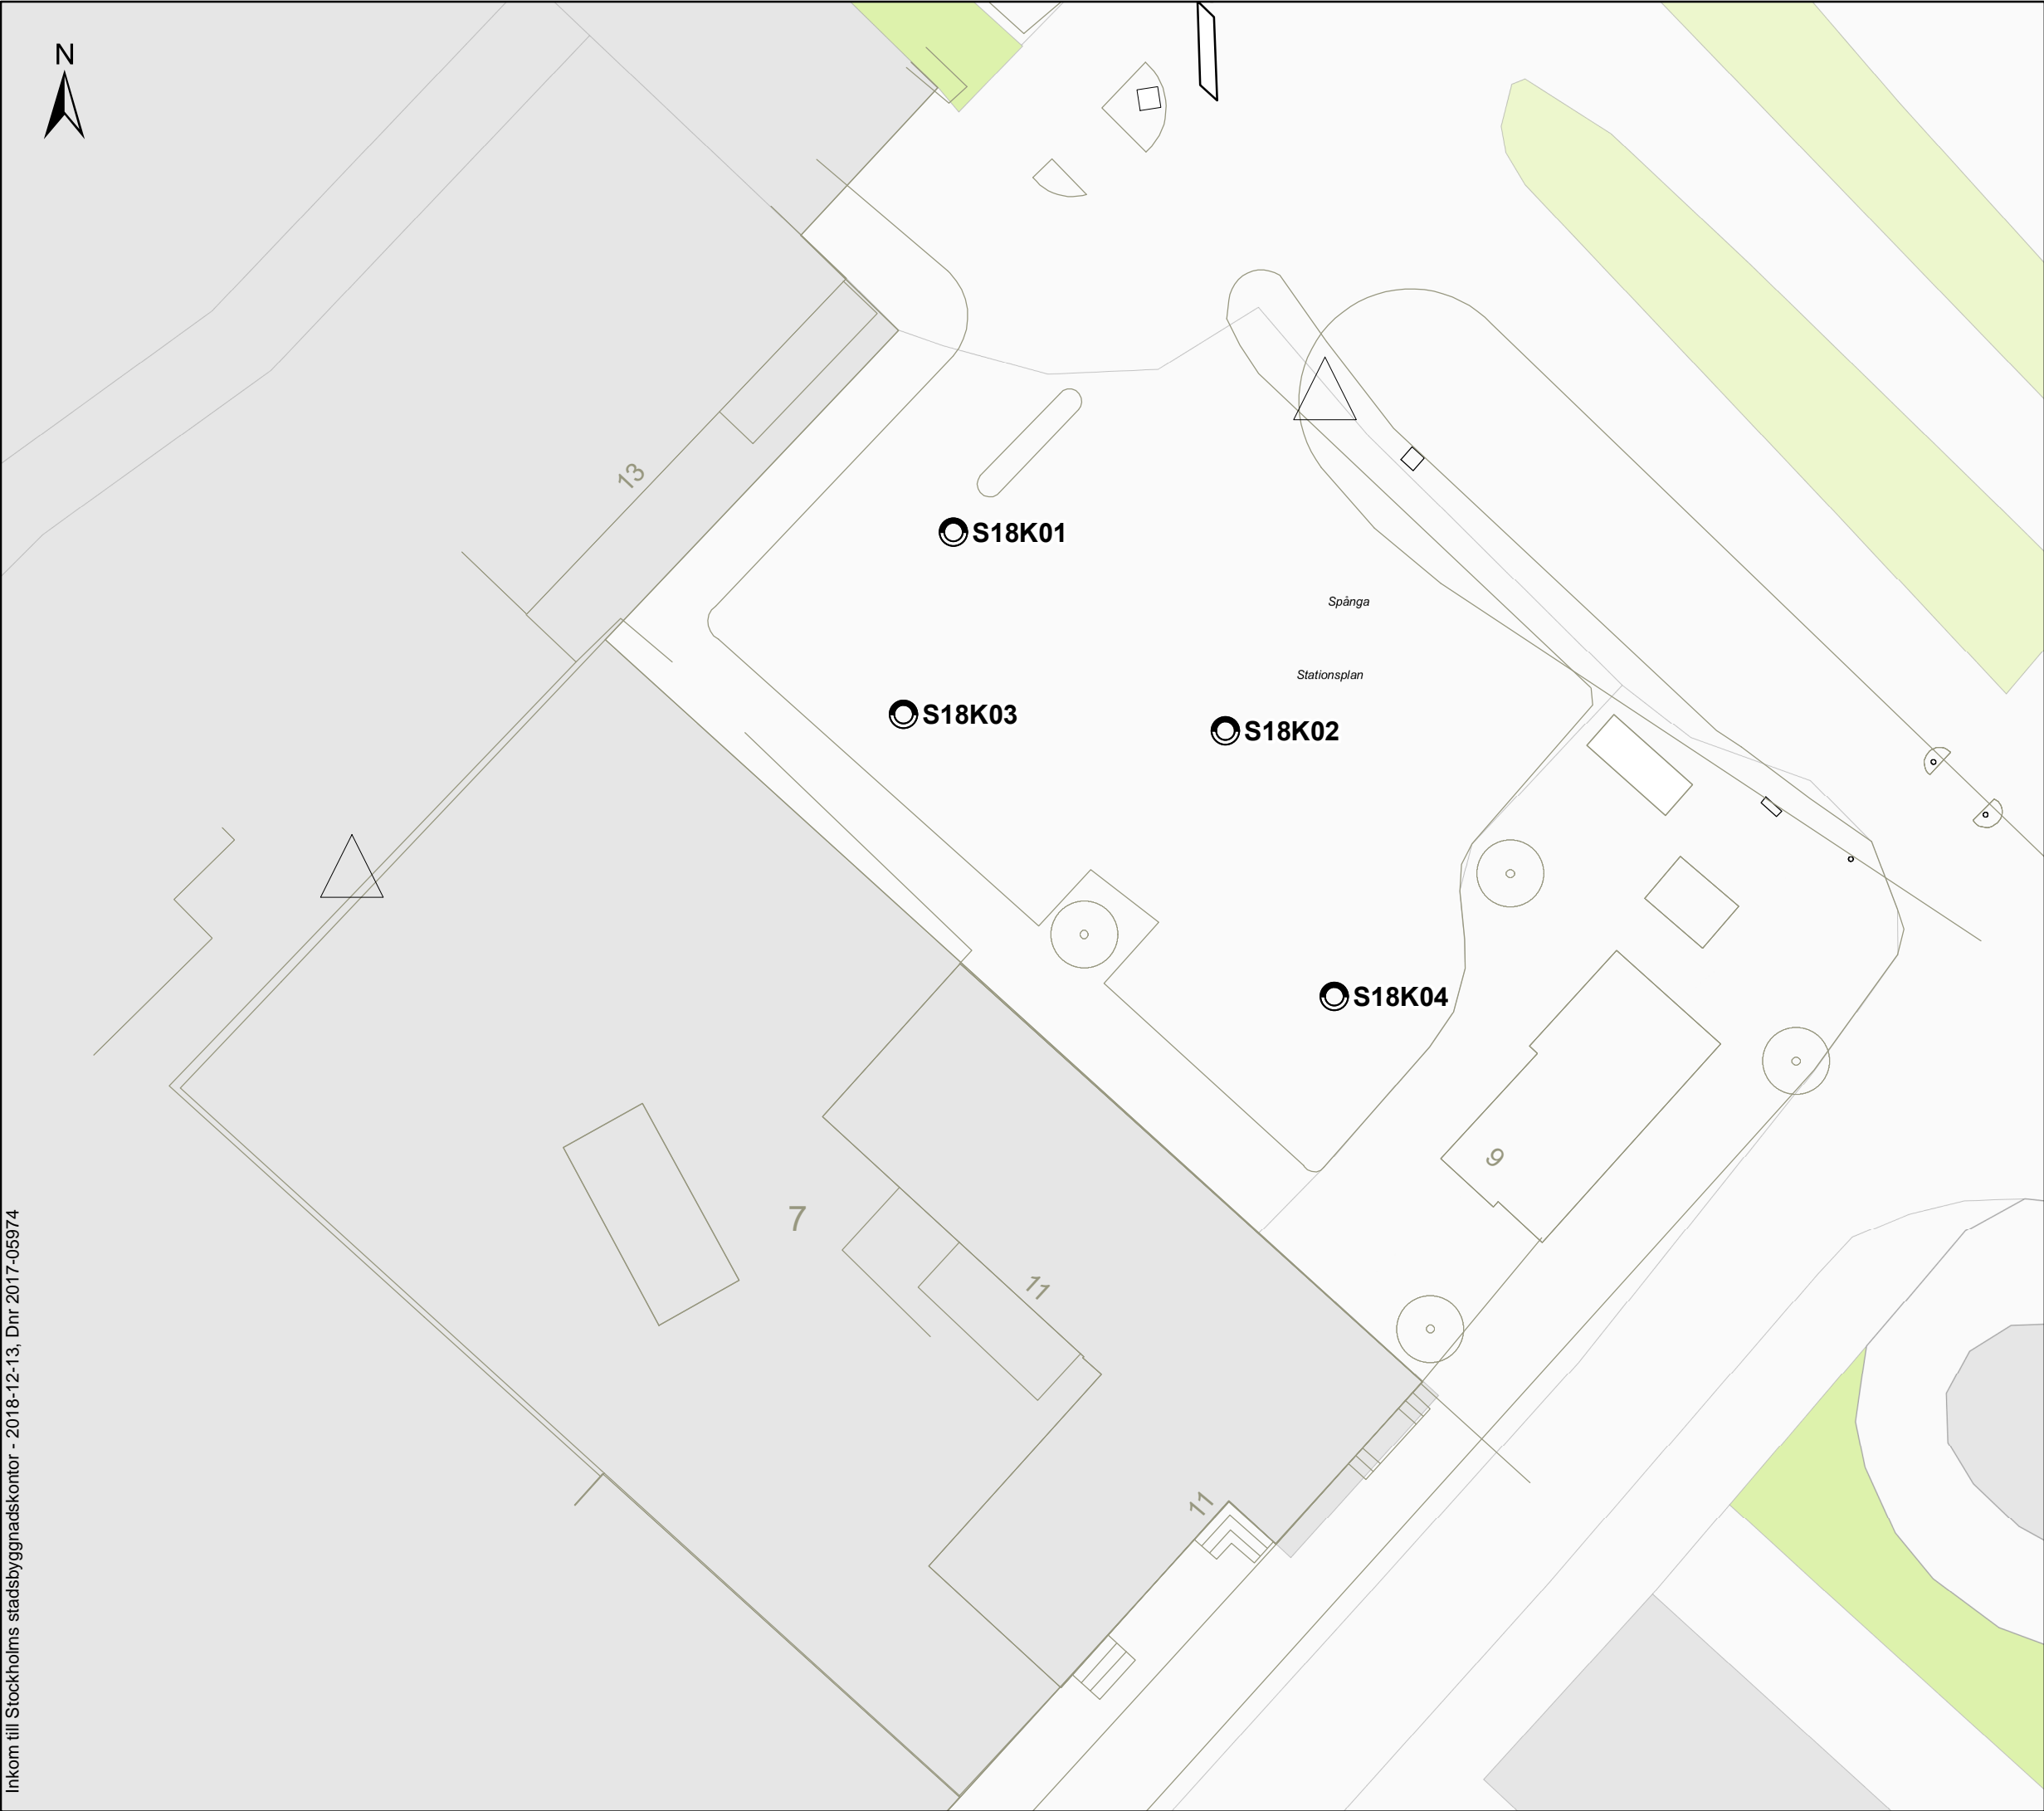 N
13
S18K01
Spånga
Stationsplan
S18K03
S18K02
S18K04
9
7
11
11
Inkom till Stockholms stadsbyggnadskontor - 2018-12-13, Dnr 2017-05974